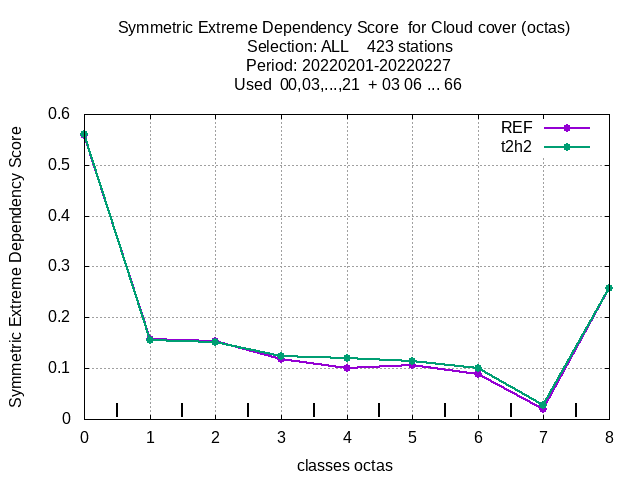 Symmetric Extreme Dependency Score  for Cloud cover (octas)
Selection: ALL    423 stations
Period: 20220201-20220227
Used  00,03,...,21  + 03 06 ... 66
Symmetric Extreme Dependency Score
0.6
0.5
0.4
0.3
0.2
0.1
0
REF
t2h2
0 1 2 3 4 5 6 7 8
classes octas